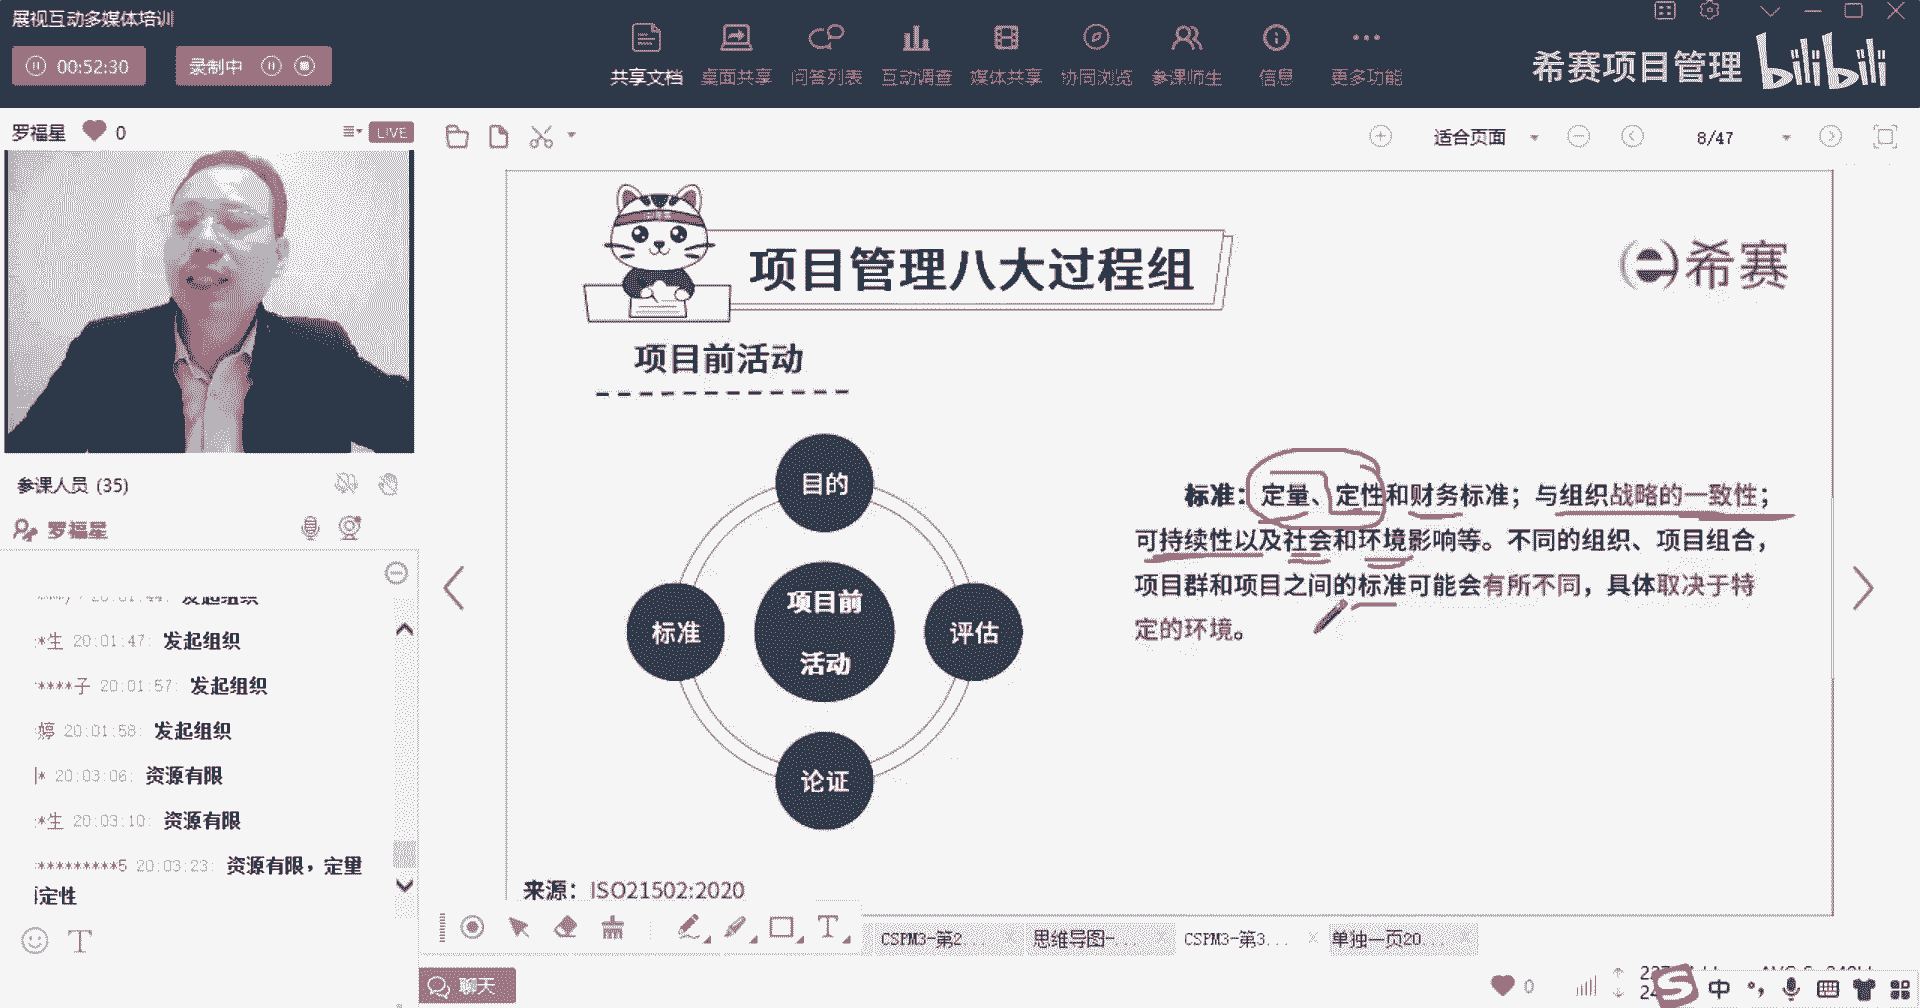 展视互动多媒体培训
00:52:30
录制中
共享文档
桌面共享
问答列表
互动调查
媒体共享
协同浏览
参课师生
信息
更多功能
希赛项目管理
bilibili
罗福星
0
LIVE
适合页面
8/47
项目管理八大过程组
希赛
项目前活动
目的
标准
项目前
活动
评估
论证
标准：定量、定性和财务标准；与组织战略的一致性；
可持续性以及社会和环境影响等。不同的组织、项目组合，
项目群和项目之间的标准可能会有所不同，具体取决于特
定的环境。
来源：ISO21502:2020
参课人员 (35)
罗福星
发起组织
*生 20:01:47: 发起组织
****子 20:01:57: 发起组织
婷 20:01:58: 发起组织
* 20:03:06: 资源有限
*生 20:03:10: 资源有限
*********5 20:03:23: 资源有限，定量
定性
T
CSPM3-第2...
思维导图-...
CSPM3-第3...
单独一页20...
聊天
0
中